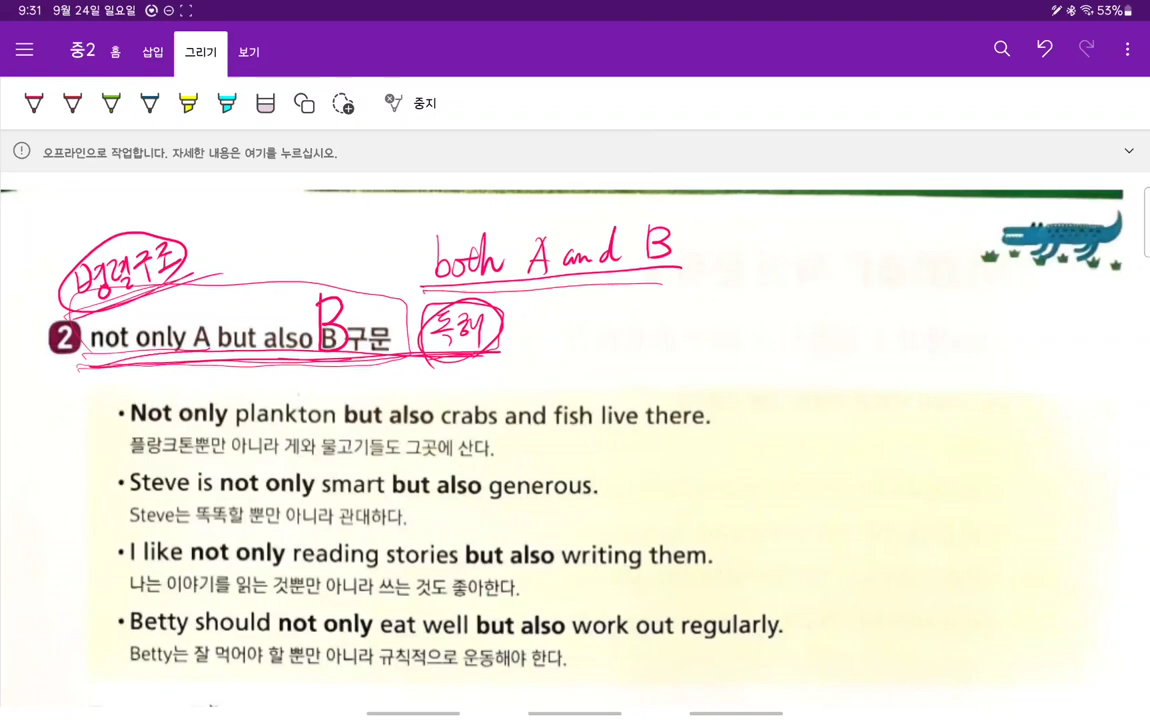 9:31 9월 24일 일요일 53%
중2 홈 삽입 그리기 보기
중지
오프라인으로 작업합니다. 자세한 내용은 여기를 누르십시오.
병렬구조
both A and B
2 not only A but also B 구문
B
독해
• Not only plankton but also crabs and fish live there.
플랑크톤뿐만 아니라 게와 물고기들도 그곳에 산다.
• Steve is not only smart but also generous.
Steve는 똑똑할 뿐만 아니라 관대하다.
• I like not only reading stories but also writing them.
나는 이야기를 읽는 것뿐만 아니라 쓰는 것도 좋아한다.
• Betty should not only eat well but also work out regularly.
Betty는 잘 먹어야 할 뿐만 아니라 규칙적으로 운동해야 한다.